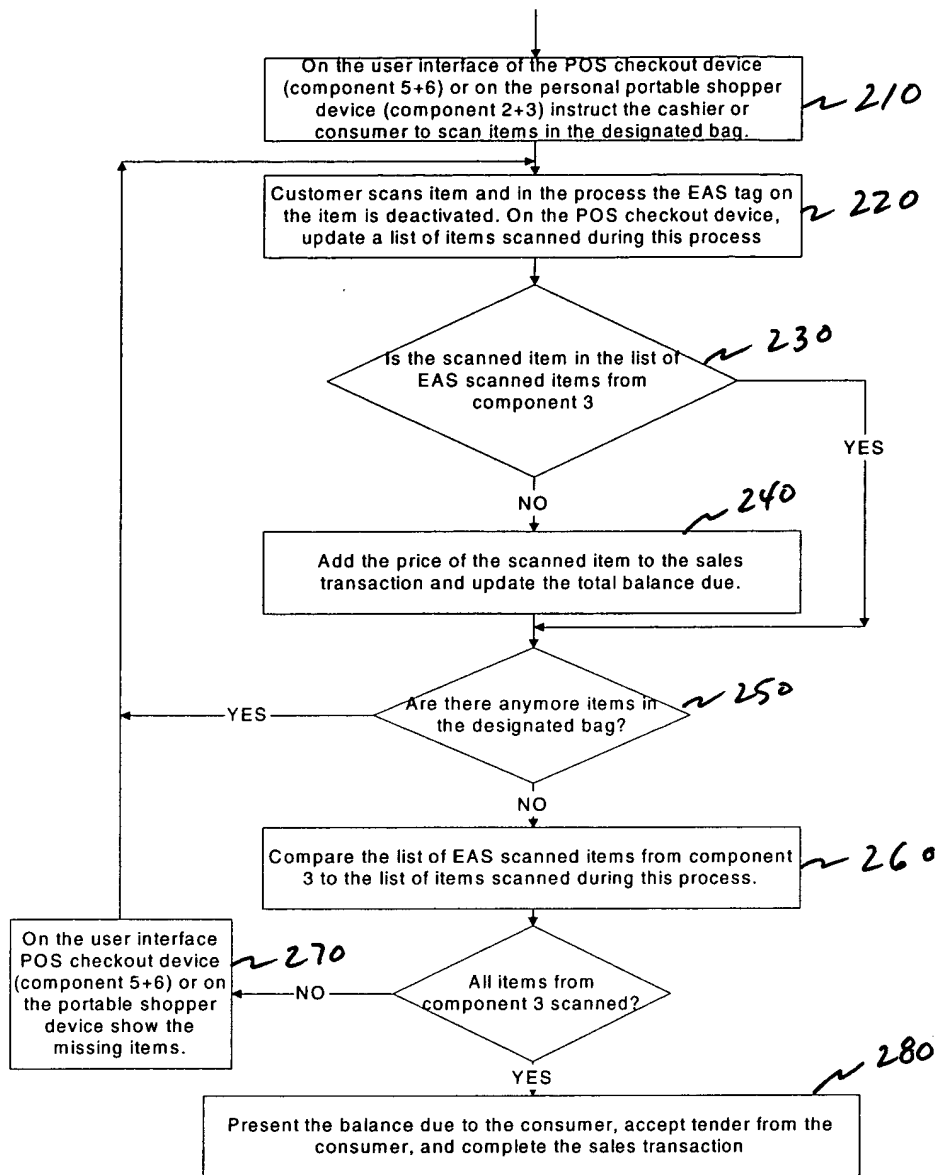 On the user interface of the POS checkout device
(component 5+6) or on the personal portable shopper
device (component 2+3) instruct the cashier or
consumer to scan items in the designated bag.
210
Customer scans item and in the process the EAS tag on
the item is deactivated. On the POS checkout device,
update a list of items scanned during this process
220
Is the scanned item in the list of
EAS scanned items from
component 3
230
YES
NO
240
Add the price of the scanned item to the sales
transaction and update the total balance due.
Are there anymore items in
the designated bag?
250
YES
NO
Compare the list of EAS scanned items from component
3 to the list of items scanned during this process.
260
On the user interface
POS checkout device
(component 5+6) or on
the portable shopper
device show the
missing items.
270
NO
All items from
component 3 scanned?
YES
280
Present the balance due to the consumer, accept tender from the
consumer, and complete the sales transaction